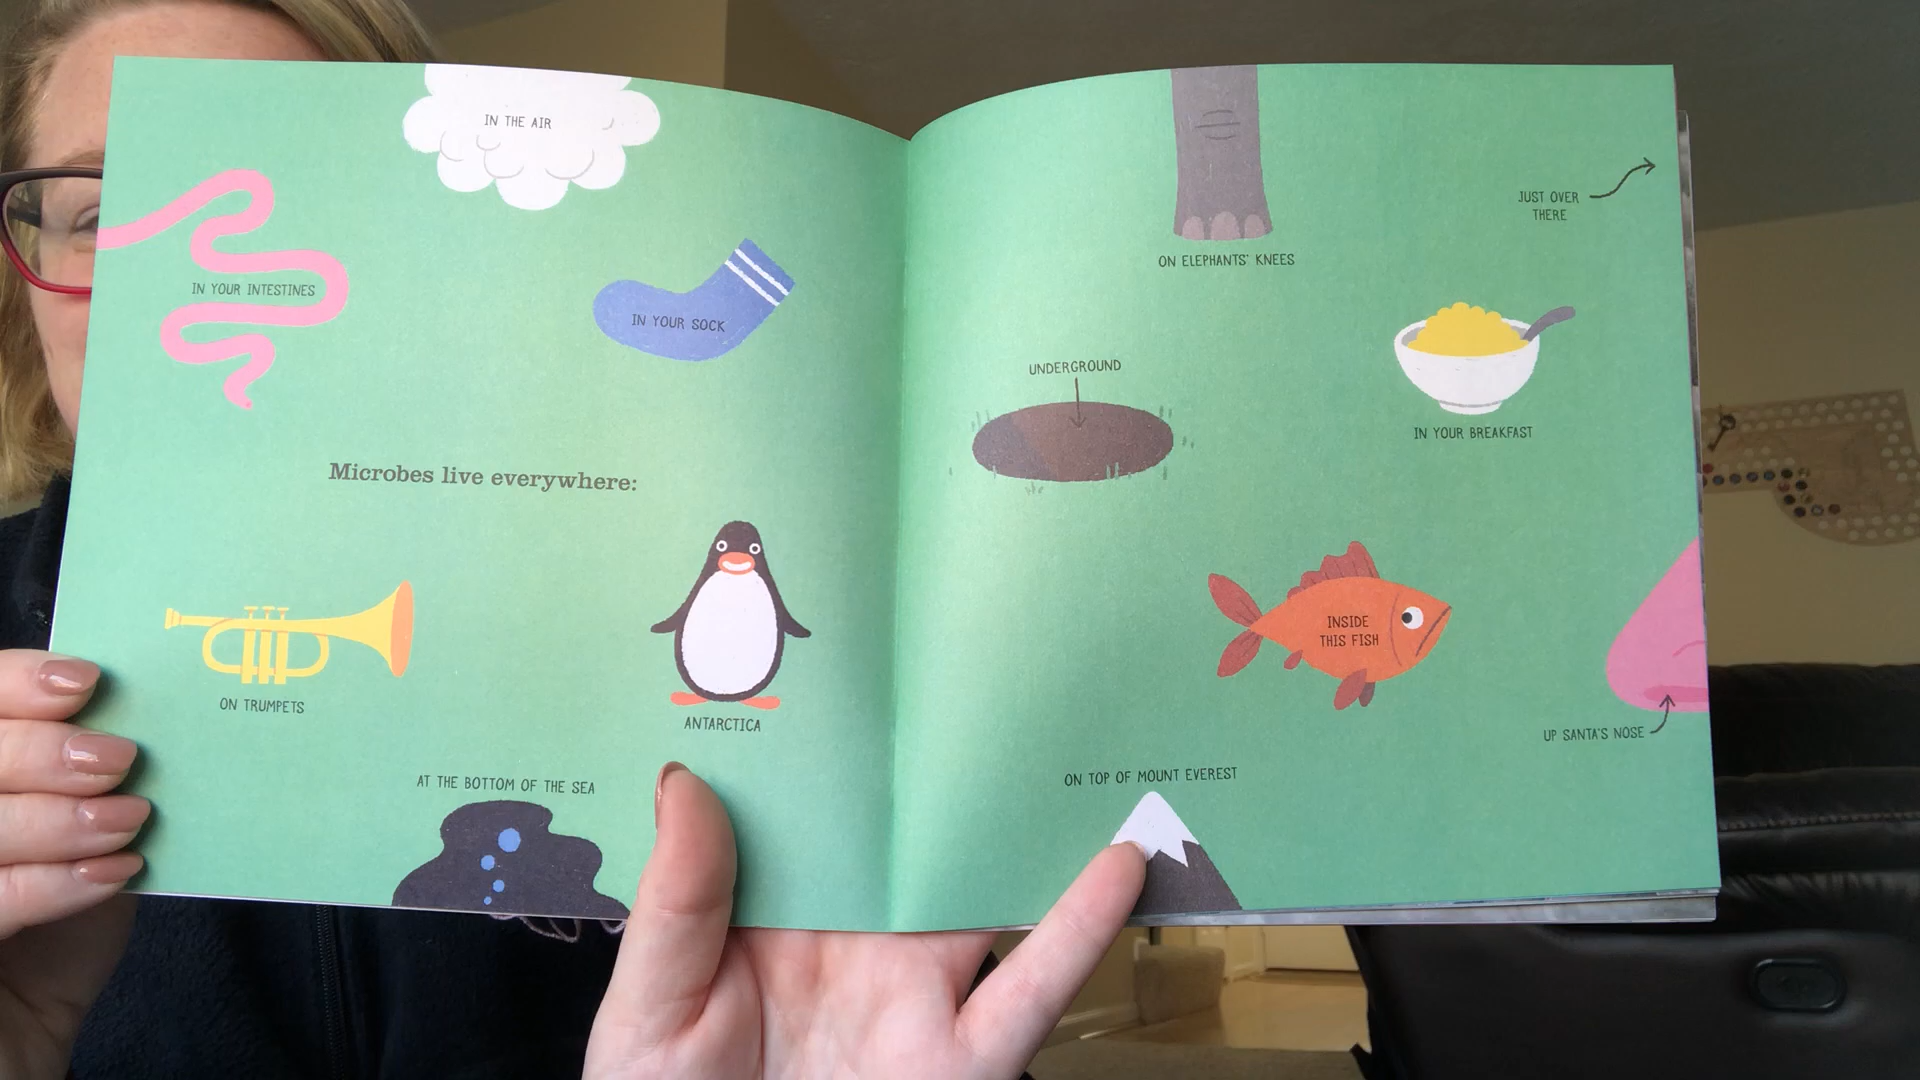 IN THE AIR
IN YOUR INTESTINES
IN YOUR SOCK
Microbes live everywhere:
ON TRUMPETS
ANTARCTICA
AT THE BOTTOM OF THE SEA
ON ELEPHANTS' KNEES
JUST OVER
THERE
UNDERGROUND
IN YOUR BREAKFAST
INSIDE
THIS FISH
UP SANTA'S NOSE
ON TOP OF MOUNT EVEREST